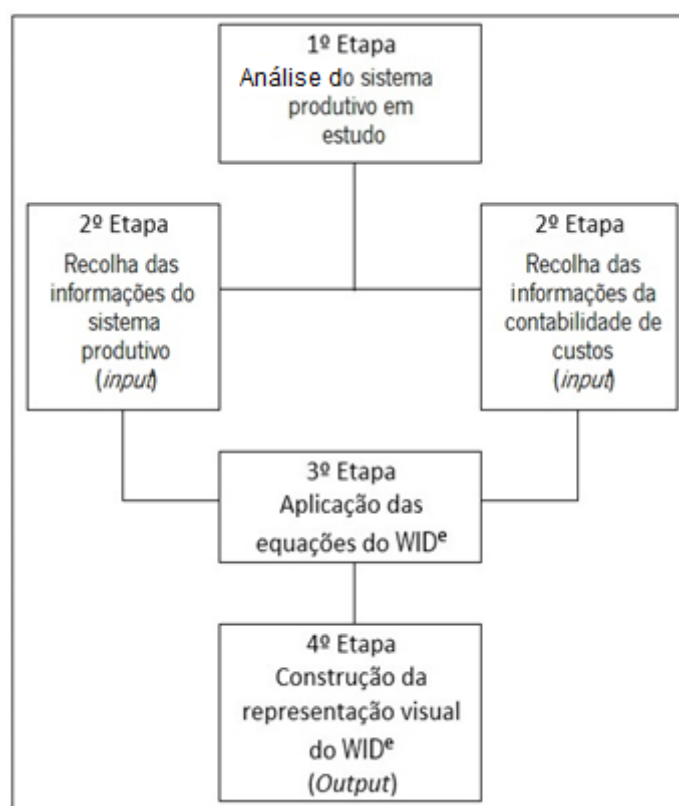 1º Etapa
Análise do sistema
produtivo em
estudo
2º Etapa
Recolha das
informações do
sistema
produtivo
(input)
2º Etapa
Recolha das
informações da
contabilidade de
custos
(input)
3º Etapa
Aplicação das
equações do WIDᵉ
4º Etapa
Construção da
representação visual
do WIDᵉ
(Output)